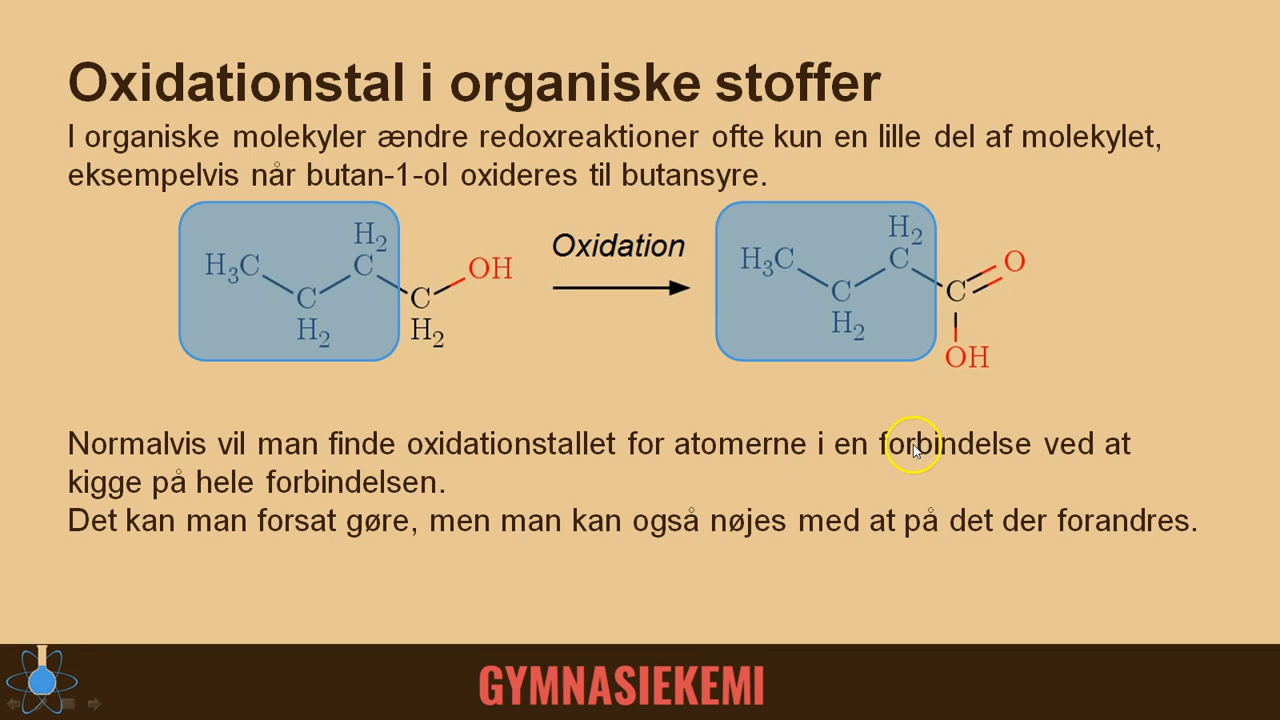 Oxidationstal i organiske stoffer
I organiske molekyler ændre redoxreaktioner ofte kun en lille del af molekylet,
eksempelvis når butan-1-ol oxideres til butansyre.
H₃C C H₂ C H₂ C H₂ OH
Oxidation
H₃C C H₂ C H₂ C O OH
Normalvis vil man finde oxidationstallet for atomerne i en forbindelse ved at
kigge på hele forbindelsen.
Det kan man forsat gøre, men man kan også nøjes med at på det der forandres.
GYMNASIEKEMI